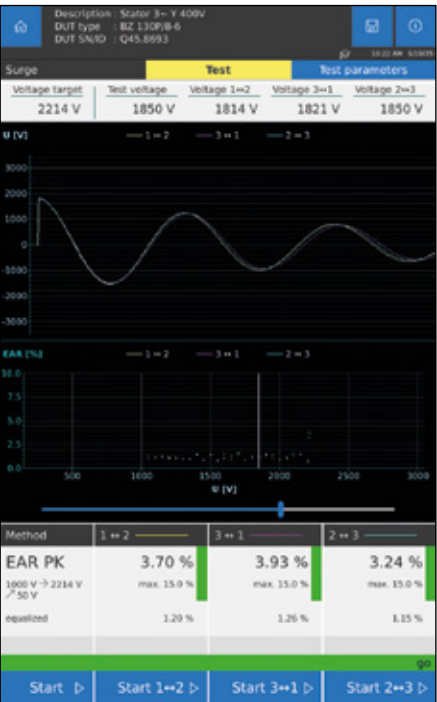 Description : Stator 3~ Y 400V
DUT type : BZ 130P/8-6
DUT SN/ID : Q45.8693
10:22 AM 5/23/25
Surge Test Test parameters
Voltage target Test voltage Voltage 1↔2 Voltage 3↔1 Voltage 2↔3
2214 V 1850 V 1814 V 1821 V 1850 V
U [V] 1 ↔ 2 3 ↔ 1 2 ↔ 3
3000
2000
1000
0
-1000
-2000
-3000
EAR [%] 1 ↔ 2 3 ↔ 1 2 ↔ 3
10.0
7.5
5.0
2.5
0.0
500 1000 1500 2000 2500 3000
U [V]
Method 1 ↔ 2 3 ↔ 1 2 ↔ 3
EAR PK 3.70 % 3.93 % 3.24 %
1000 V → 2214 V max. 15.0 % max. 15.0 % max. 15.0 %
↗ 50 V
equalized 1.20 % 1.26 % 1.15 %
go
Start ▷ Start 1↔2 ▷ Start 3↔1 ▷ Start 2↔3 ▷